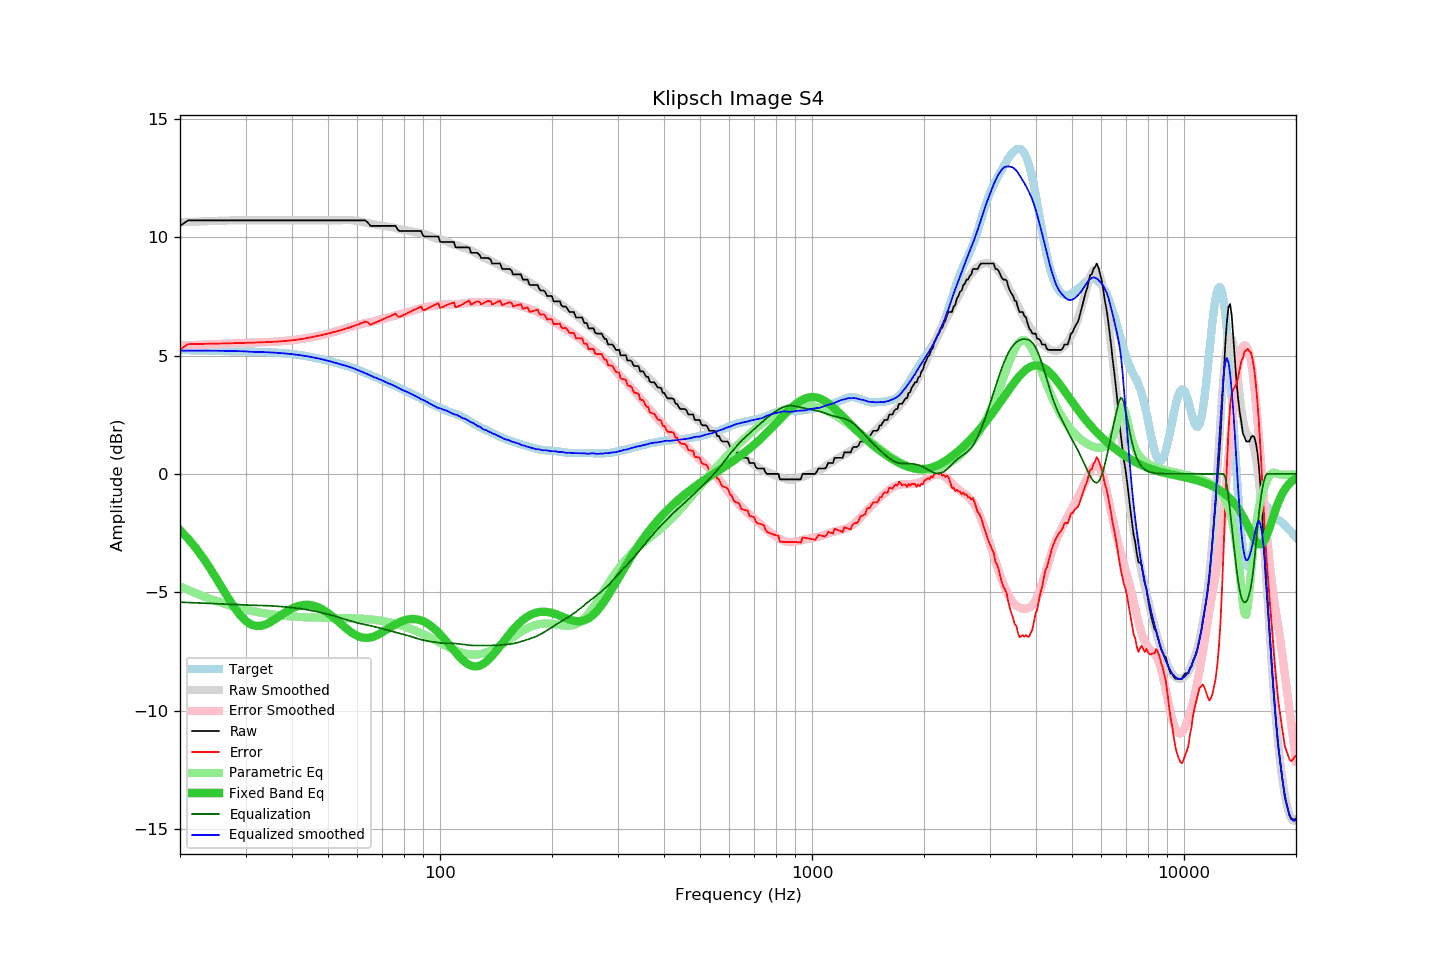 Klipsch Image S4
15
10
5
0
−5
−10
−15
Amplitude (dBr)
Target
Raw Smoothed
Error Smoothed
Raw
Error
Parametric Eq
Fixed Band Eq
Equalization
Equalized smoothed
100
1000
10000
Frequency (Hz)